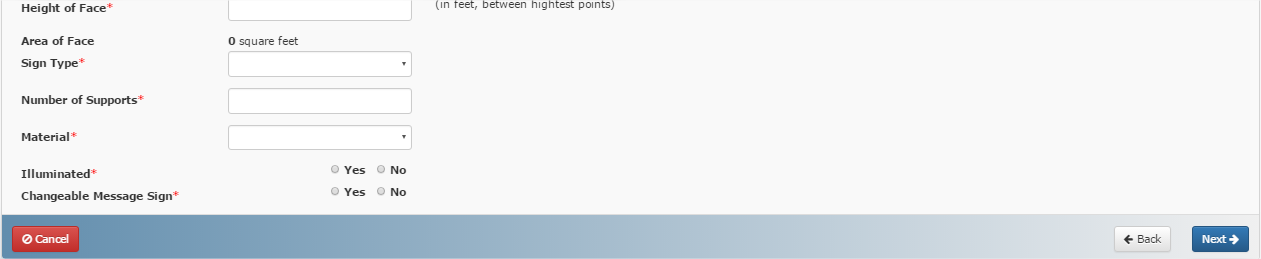 Height of Face* (in feet, between hightest points)
Area of Face 0 square feet
Sign Type*
Number of Supports*
Material*
Illuminated* Yes No
Changeable Message Sign* Yes No
Cancel Back Next